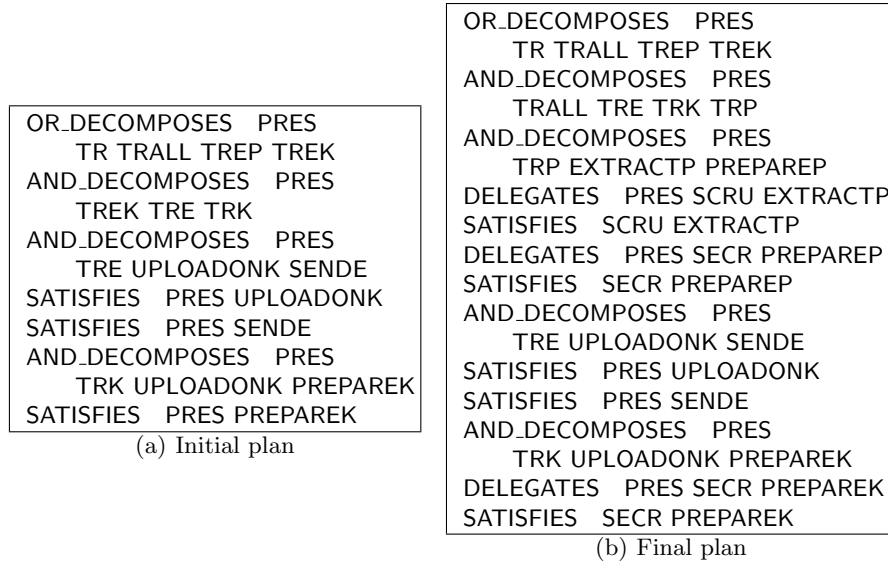 OR_DECOMPOSES PRES
TR TRALL TREP TREK
AND_DECOMPOSES PRES
TREK TRE TRK
AND_DECOMPOSES PRES
TRE UPLOADONK SENDE
SATISFIES PRES UPLOADONK
SATISFIES PRES SENDE
AND_DECOMPOSES PRES
TRK UPLOADONK PREPAREK
SATISFIES PRES PREPAREK
(a) Initial plan
OR_DECOMPOSES PRES
TR TRALL TREP TREK
AND_DECOMPOSES PRES
TRALL TRE TRK TRP
AND_DECOMPOSES PRES
TRP EXTRACTP PREPAREP
DELEGATES PRES SCRU EXTRACTP
SATISFIES SCRU EXTRACTP
DELEGATES PRES SECR PREPAREP
SATISFIES SECR PREPAREP
AND_DECOMPOSES PRES
TRE UPLOADONK SENDE
SATISFIES PRES UPLOADONK
SATISFIES PRES SENDE
AND_DECOMPOSES PRES
TRK UPLOADONK PREPAREK
DELEGATES PRES SECR PREPAREK
SATISFIES SECR PREPAREK
(b) Final plan